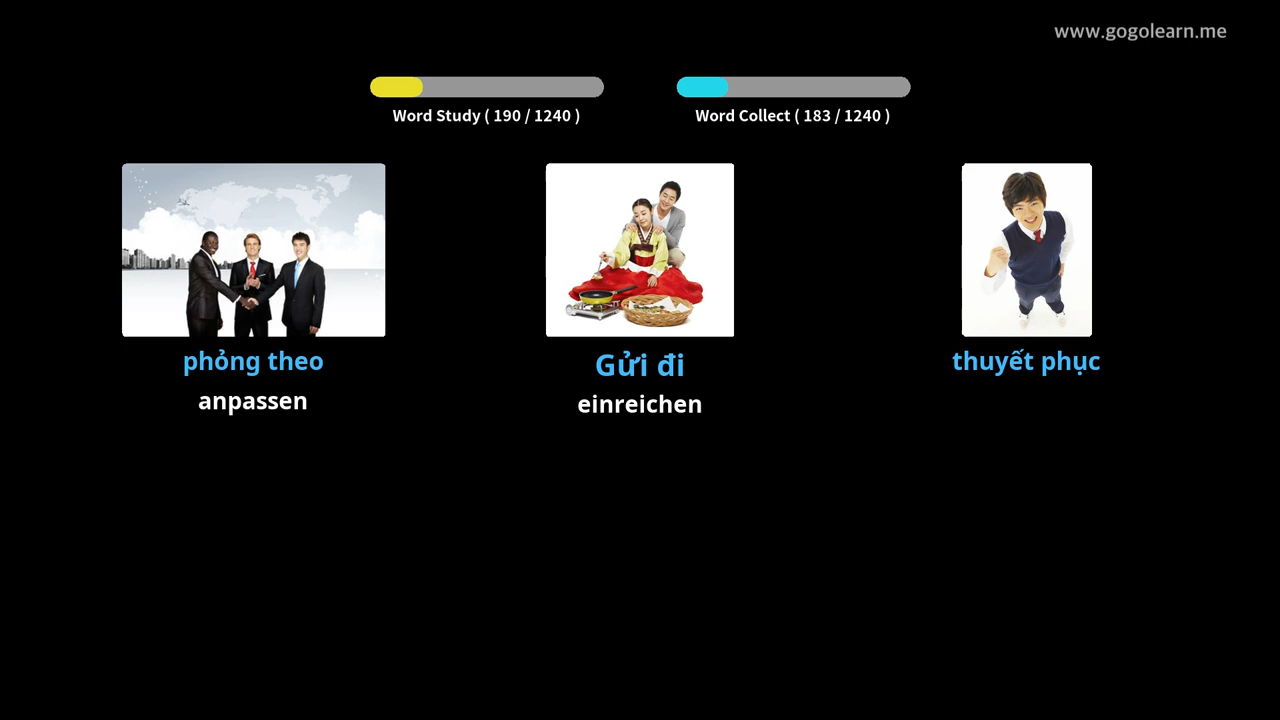 www.gogolearn.me
Word Study ( 190 / 1240 )
Word Collect ( 183 / 1240 )
phỏng theo
anpassen
Gửi đi
einreichen
thuyết phục